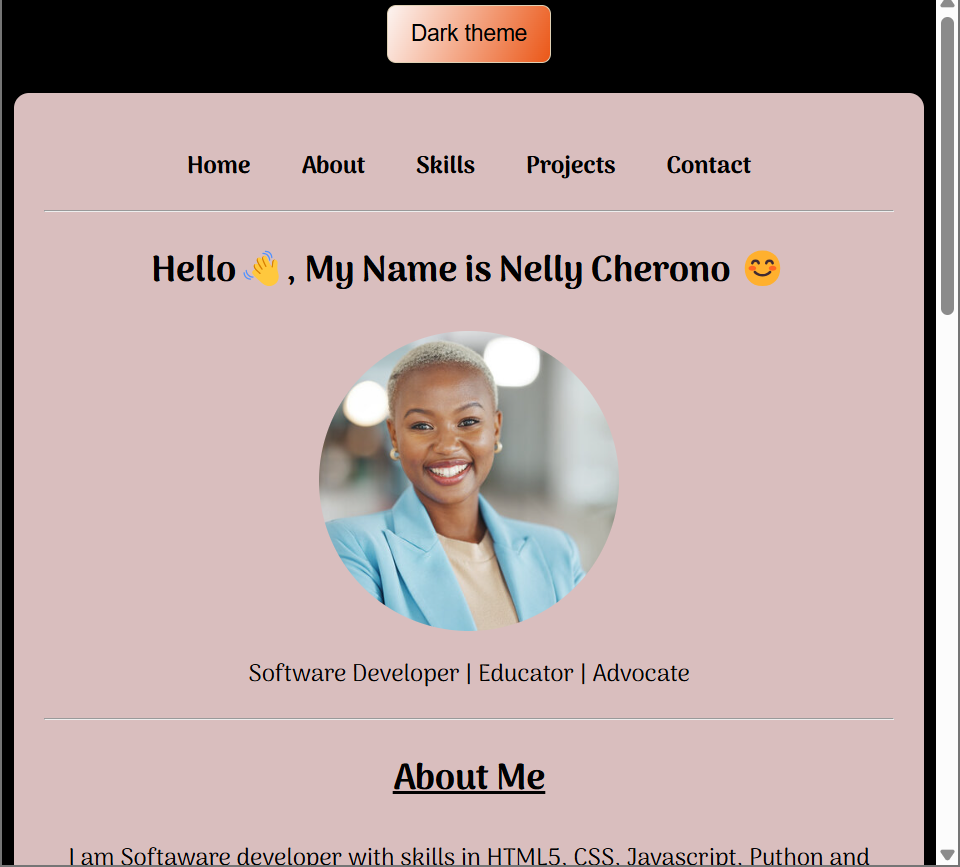 Dark theme
Home About Skills Projects Contact
Hello 👋 , My Name is Nelly Cherono 😊
Software Developer | Educator | Advocate
About Me
I am Softaware developer with skills in HTML5, CSS, Javascript, Python and